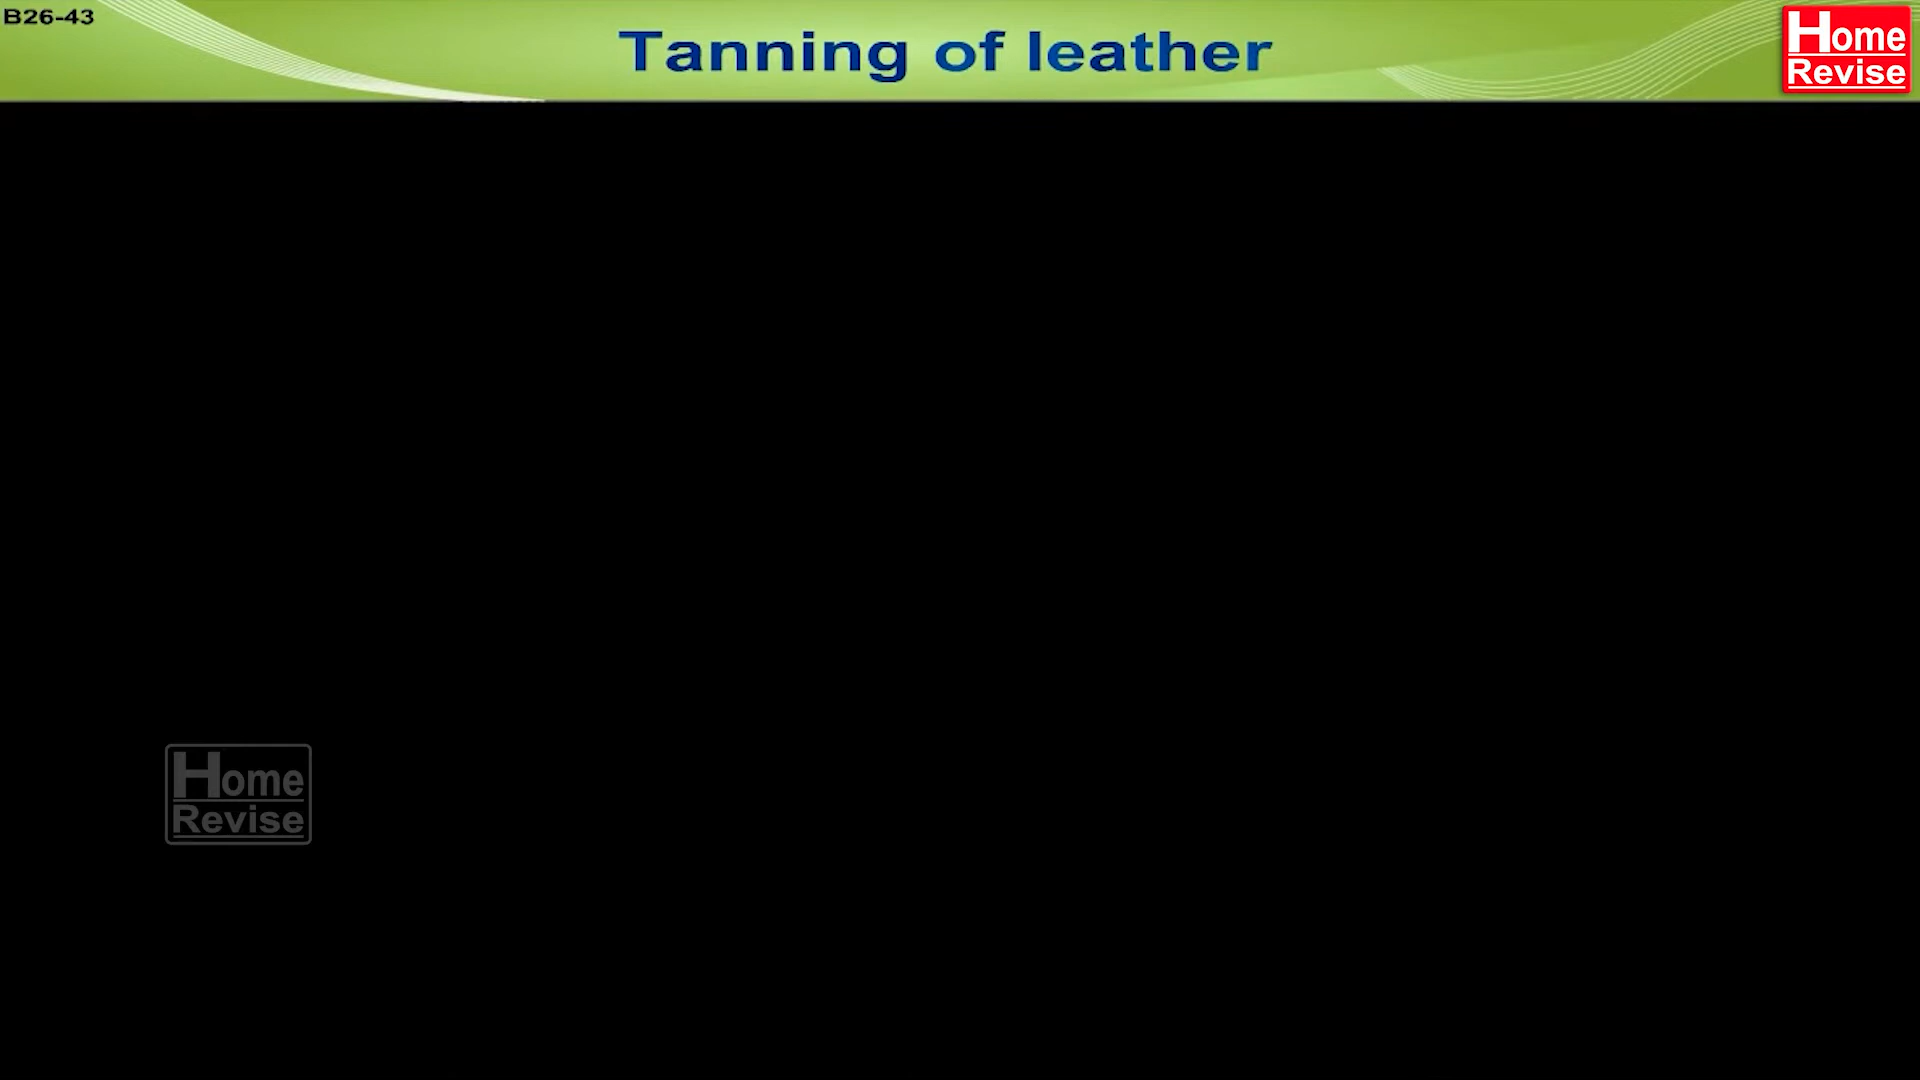 B26-43
Tanning of leather
Home
Revise
Home
Revise